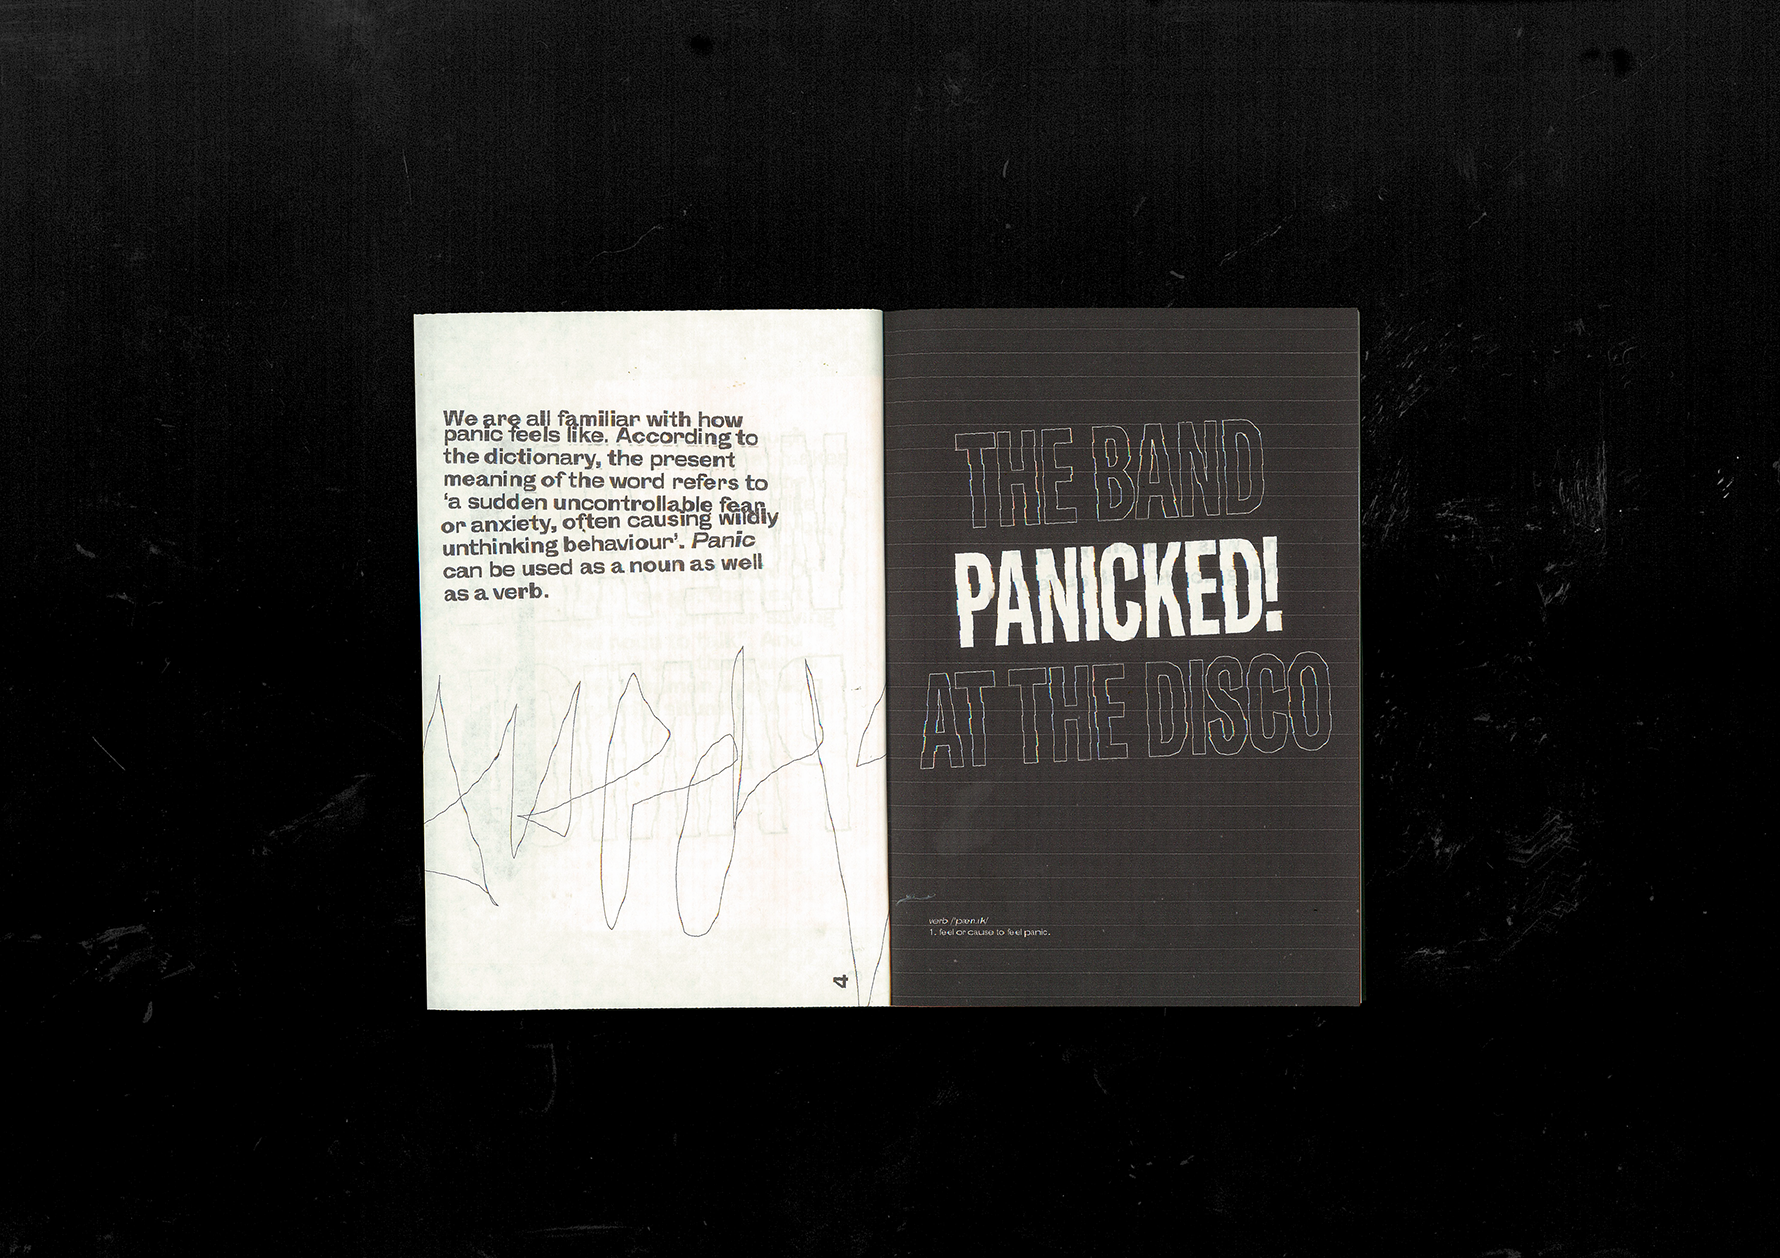 We are all familiar with how
panic feels like. According to
the dictionary, the present
meaning of the word refers to
‘a sudden uncontrollable fear
or anxiety, often causing wildly
unthinking behaviour’. Panic
can be used as a noun as well
as a verb.
4
THE BAND
PANICKED!
AT THE DISCO
verb /ˈpæn.ɪk/
1. feel or cause to feel panic.